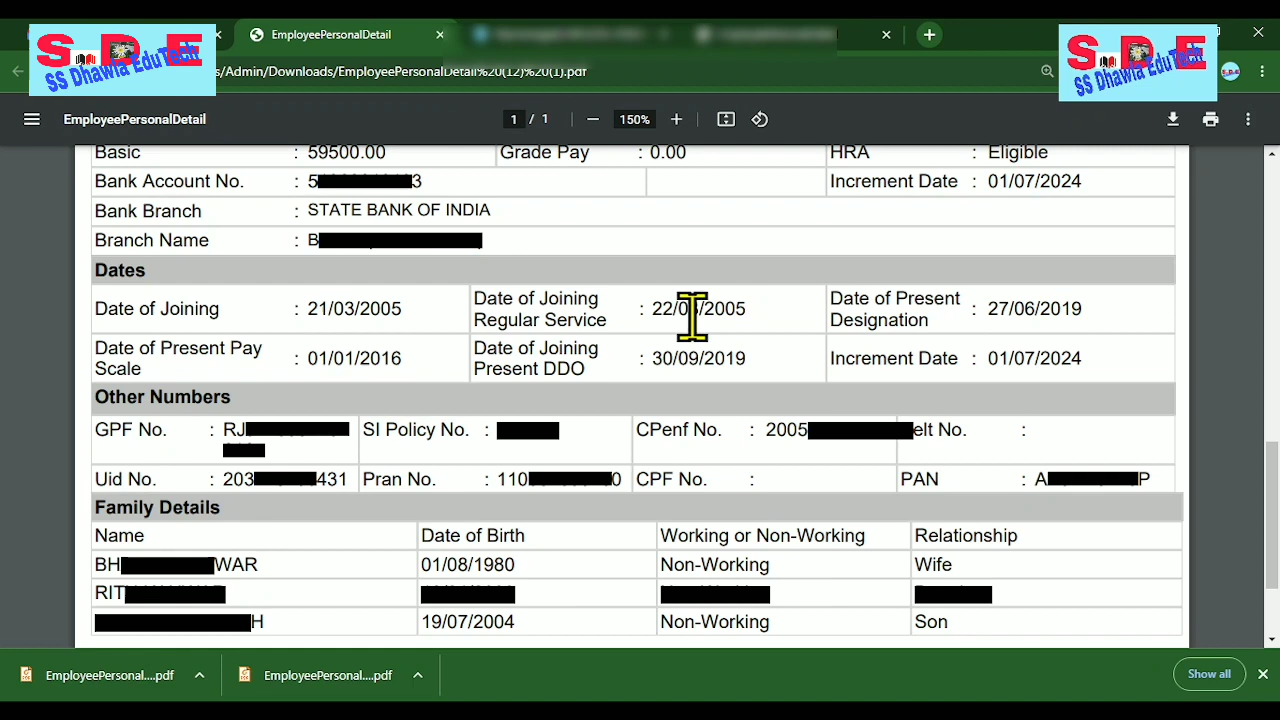 S D E
SS Dhawla EduTech
EmployeePersonalDetail
S D E
SS Dhawla EduTech
s/Admin/Downloads/EmployeePersonalDetail%20(12)%20(1).pdf
EmployeePersonalDetail
1 / 1
150%
Basic : 59500.00 Grade Pay : 0.00 HRA : Eligible
Bank Account No. : 5 3 Increment Date : 01/07/2024
Bank Branch : STATE BANK OF INDIA
Branch Name : B
Dates
Date of Joining : 21/03/2005 Date of Joining Regular Service : 22/ /2005 Date of Present Designation : 27/06/2019
Date of Present Pay Scale : 01/01/2016 Date of Joining Present DDO : 30/09/2019 Increment Date : 01/07/2024
Other Numbers
GPF No. : RJ SI Policy No. : CPenf No. : 2005 elt No. :
Uid No. : 203 431 Pran No. : 110 0 CPF No. : PAN : A P
Family Details
Name Date of Birth Working or Non-Working Relationship
BH WAR 01/08/1980 Non-Working Wife
RIT
H 19/07/2004 Non-Working Son
EmployeePersonal....pdf
EmployeePersonal....pdf
Show all